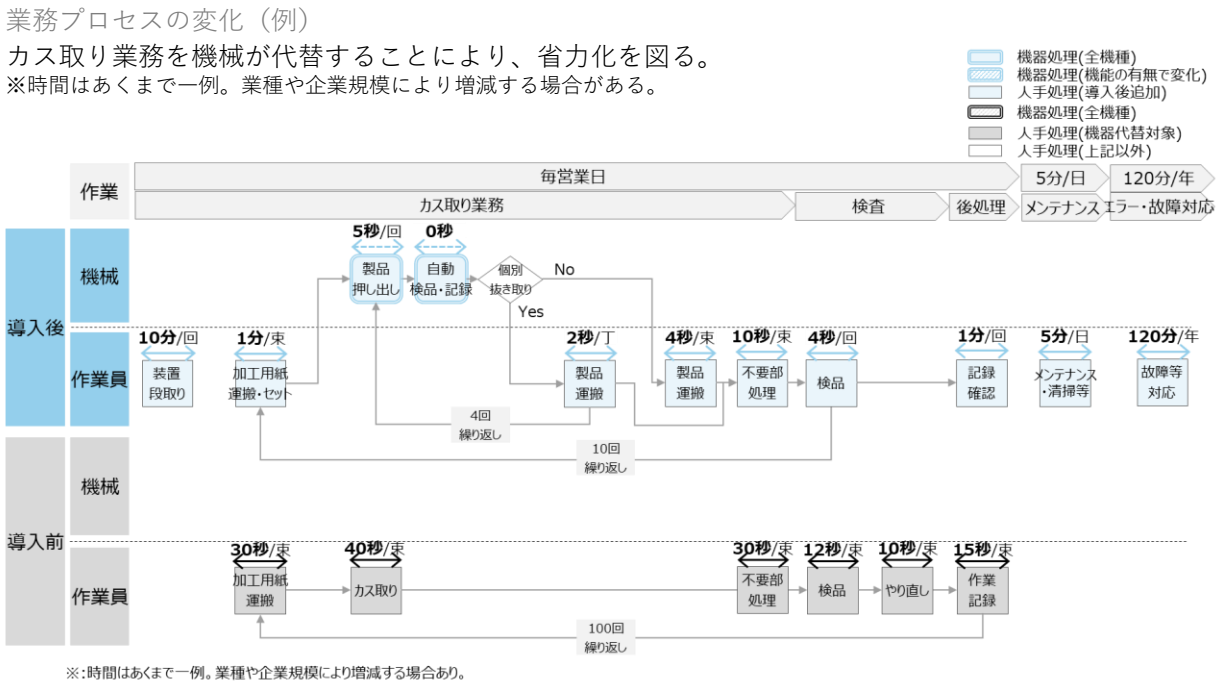 業務プロセスの変化（例）
カス取り業務を機械が代替することにより、省力化を図る。
※時間はあくまで一例。業種や企業規模により増減する場合がある。
機器処理(全機種)
機器処理(機能の有無で変化)
人手処理(導入後追加)
機器処理(全機種)
人手処理(機器代替対象)
人手処理(上記以外)
作業
毎営業日
5分/日
120分/年
カス取り業務
検査
後処理
メンテナンス
エラー・故障対応
導入後
機械
5秒/回
0秒
製品
押し出し
自動
検品・記録
個別
抜き取り
No
Yes
作業員
10分/回
1分/束
2秒/丁
4秒/束
10秒/束
4秒/回
1分/回
5分/日
120分/年
装置
段取り
加工用紙
運搬・セット
製品
運搬
製品
運搬
不要部
処理
検品
記録
確認
メンテナンス
・清掃等
故障等
対応
4回
繰り返し
10回
繰り返し
導入前
機械
作業員
30秒/束
40秒/束
30秒/束
12秒/束
10秒/束
15秒/束
加工用紙
運搬
カス取り
不要部
処理
検品
やり直し
作業
記録
100回
繰り返し
※:時間はあくまで一例。業種や企業規模により増減する場合あり。